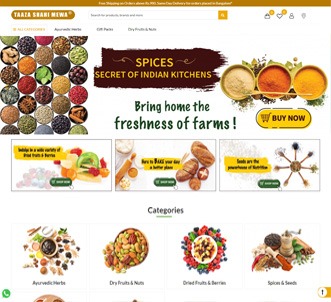 Free Shipping on Orders above Rs.990. Same Day Delivery for orders placed in Bangalore*
TAAZA SHAHI MEWA
Search for products, brands and more
ALL CATEGORIES
Ayurvedic Herbs
Gift Packs
Dry Fruits & Nuts
SPICES
SECRET OF INDIAN KITCHENS
Bring home the
freshness of farms !
BUY NOW
Indulge in a solid variety of
Dried fruits & Berries
SHOP NOW
Here to BAKE your day
a better place
SHOP NOW
Seeds are the
powerhouse of Nutrition
SHOP NOW
Categories
Ayurvedic Herbs
Dry Fruits & Nuts
Dried Fruits & Berries
Spices & Seeds